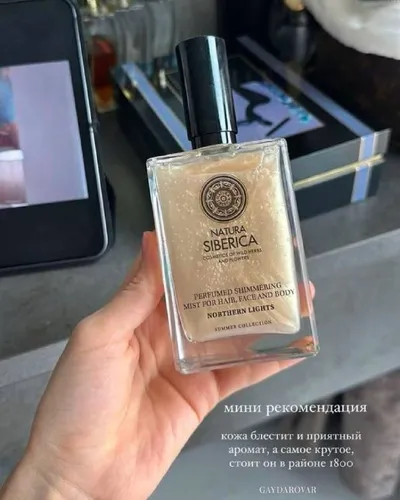 NATURA
SIBERICA
COSMETICS OF WILD HERBS
AND FLOWERS
PERFUMED SHIMMERING
MIST FOR HAIR, FACE AND BODY
NORTHERN LIGHTS
SUMMER COLLECTION
мини рекомендация
кожа блестит и приятный
аромат, а самое крутое,
стоит он в районе 1800
GAYDAROVAR